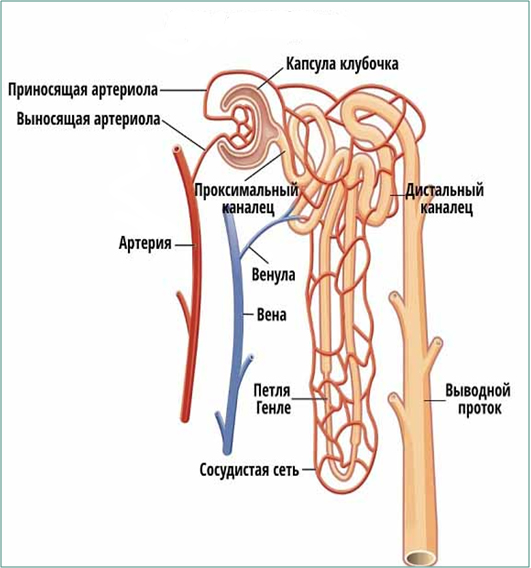 Капсула клубочка
Приносящая артериола
Выносящая артериола
Проксимальный
каналец
Дистальный
каналец
Артерия
Венула
Вена
Петля
Генле
Выводной
проток
Сосудистая сеть